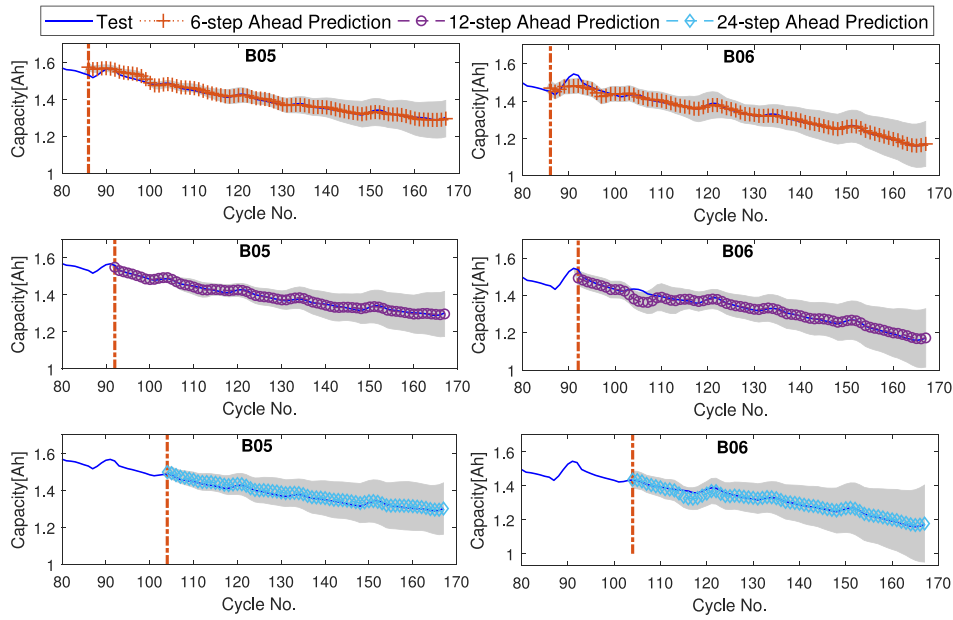 Test 6-step Ahead Prediction 12-step Ahead Prediction 24-step Ahead Prediction
B05
Capacity[Ah]
1.6
1.4
1.2
1
80 90 100 110 120 130 140 150 160 170
Cycle No.
B06
Capacity[Ah]
1.6
1.4
1.2
1
80 90 100 110 120 130 140 150 160 170
Cycle No.
B05
Capacity[Ah]
1.6
1.4
1.2
1
80 90 100 110 120 130 140 150 160 170
Cycle No.
B06
Capacity[Ah]
1.6
1.4
1.2
1
80 90 100 110 120 130 140 150 160 170
Cycle No.
B05
Capacity[Ah]
1.6
1.4
1.2
1
80 90 100 110 120 130 140 150 160 170
Cycle No.
B06
Capacity[Ah]
1.6
1.4
1.2
1
80 90 100 110 120 130 140 150 160 170
Cycle No.